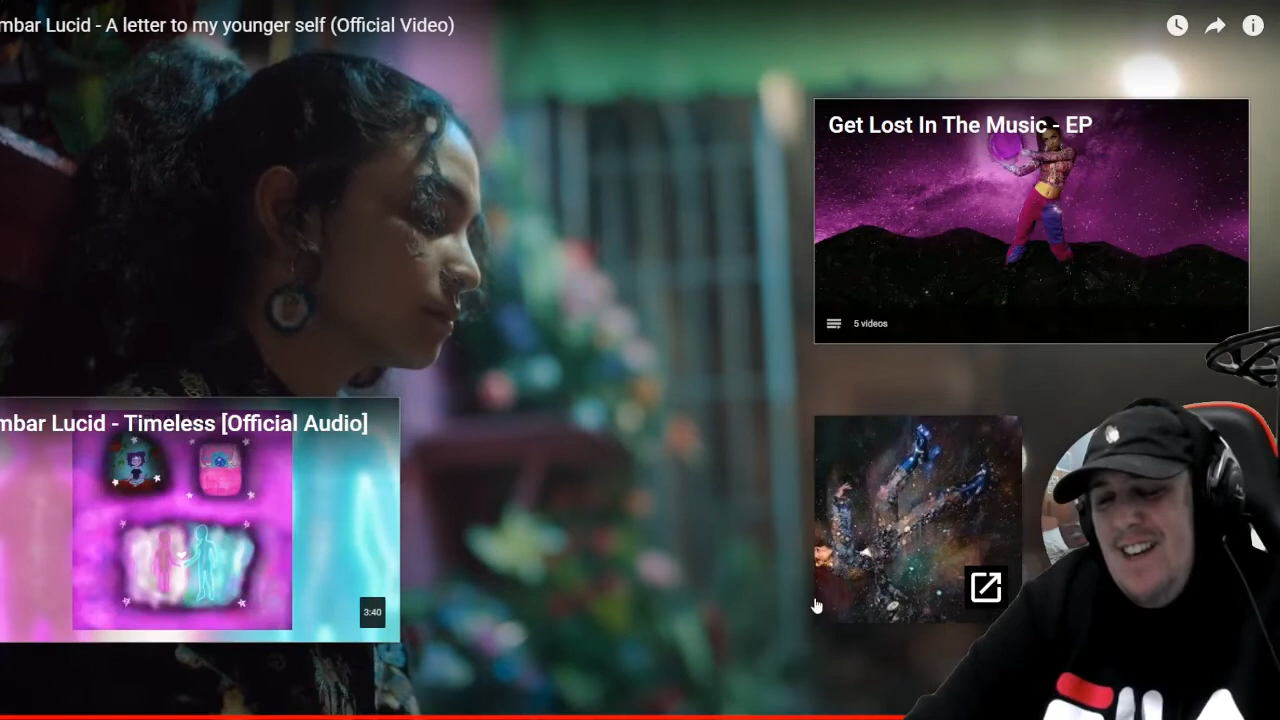 mbar Lucid - A letter to my younger self (Official Video)
Get Lost In The Music - EP
5 videos
mbar Lucid - Timeless [Official Audio]
3:40